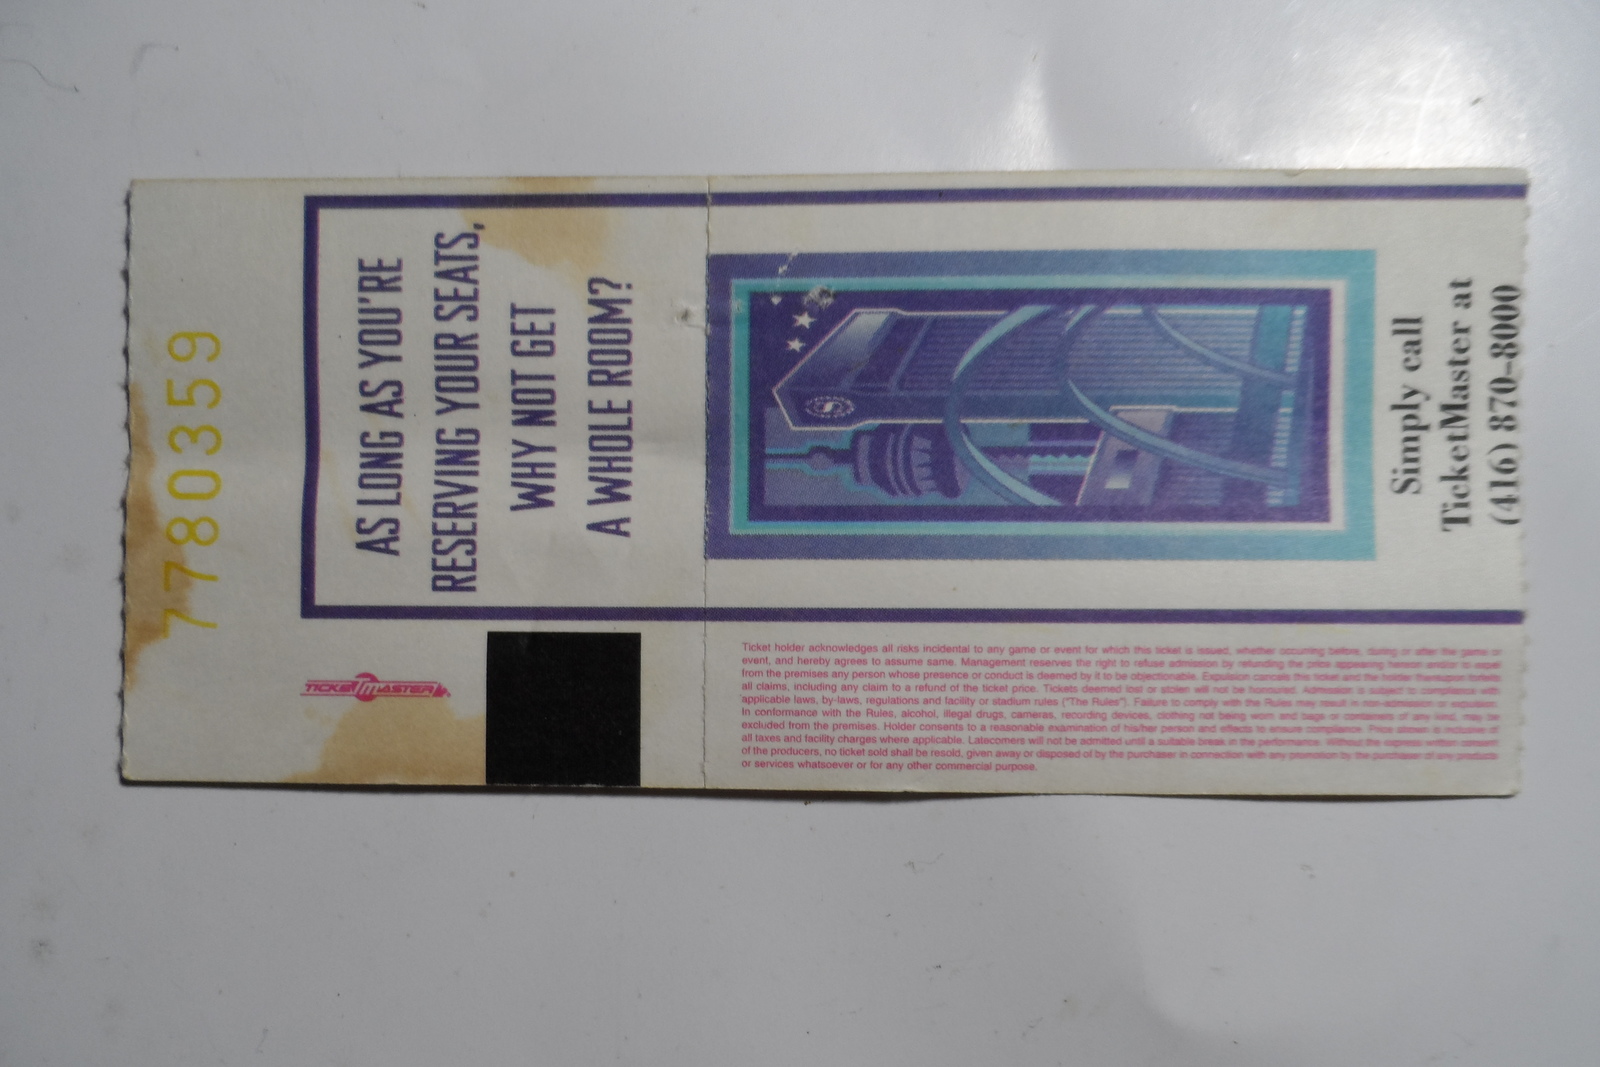 7780359
AS LONG AS YOU'RE
RESERVING YOUR SEATS,
WHY NOT GET
A WHOLE ROOM?
Simply call
TicketMaster at
(416) 870-8000
TICKETMASTER
Ticket holder acknowledges all risks incidental to any game or event for which this ticket is issued, whether occurring before, during or after the game or
event, and hereby agrees to assume same. Management reserves the right to refuse admission by refunding the price appearing hereon and/or to expel
from the premises any person whose presence or conduct is deemed by it to be objectionable. Expulsion cancels this ticket and the holder thereupon forfeits
all claims, including any claim to a refund of the ticket price. Tickets deemed lost or stolen will not be honoured. Admission is subject to compliance with
applicable laws, by-laws, regulations and facility or stadium rules ("The Rules"). Failure to comply with the Rules may result in non-admission or expulsion.
In conformance with the Rules, alcohol, illegal drugs, cameras, recording devices, clothing not being worn and bags or containers of any kind, may be
excluded from the premises. Holder consents to a reasonable examination of his/her person and effects to ensure compliance. Price shown is inclusive of
all taxes and facility charges where applicable. Latecomers will not be admitted until a suitable break in the performance. Without the express written consent
of the producers, no ticket sold shall be resold, given away or disposed of by the purchaser in connection with any promotion by the purchaser of any products
or services whatsoever or for any other commercial purpose.